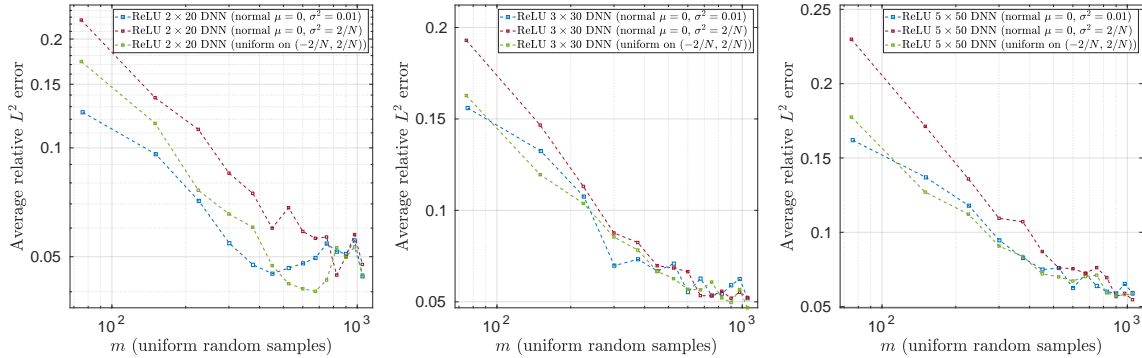 ReLU 2 × 20 DNN (normal μ = 0, σ² = 0.01)
ReLU 2 × 20 DNN (normal μ = 0, σ² = 2/N)
ReLU 2 × 20 DNN (uniform on (−2/N, 2/N))
0.2
0.15
0.1
0.05
Average relative L² error
10² 10³
m (uniform random samples)
ReLU 3 × 30 DNN (normal μ = 0, σ² = 0.01)
ReLU 3 × 30 DNN (normal μ = 0, σ² = 2/N)
ReLU 3 × 30 DNN (uniform on (−2/N, 2/N))
0.2
0.15
0.1
0.05
Average relative L² error
10² 10³
m (uniform random samples)
ReLU 5 × 50 DNN (normal μ = 0, σ² = 0.01)
ReLU 5 × 50 DNN (normal μ = 0, σ² = 2/N)
ReLU 5 × 50 DNN (uniform on (−2/N, 2/N))
0.25
0.2
0.15
0.1
0.05
Average relative L² error
10² 10³
m (uniform random samples)